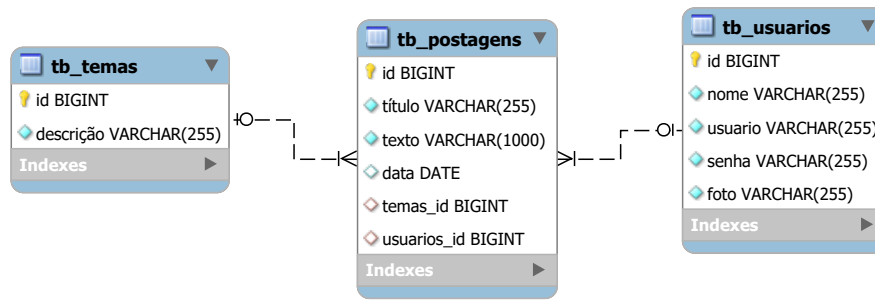 tb_temas
id BIGINT
descrição VARCHAR(255)
Indexes
tb_postagens
id BIGINT
título VARCHAR(255)
texto VARCHAR(1000)
data DATE
temas_id BIGINT
usuarios_id BIGINT
Indexes
tb_usuarios
id BIGINT
nome VARCHAR(255)
usuario VARCHAR(255)
senha VARCHAR(255)
foto VARCHAR(255)
Indexes